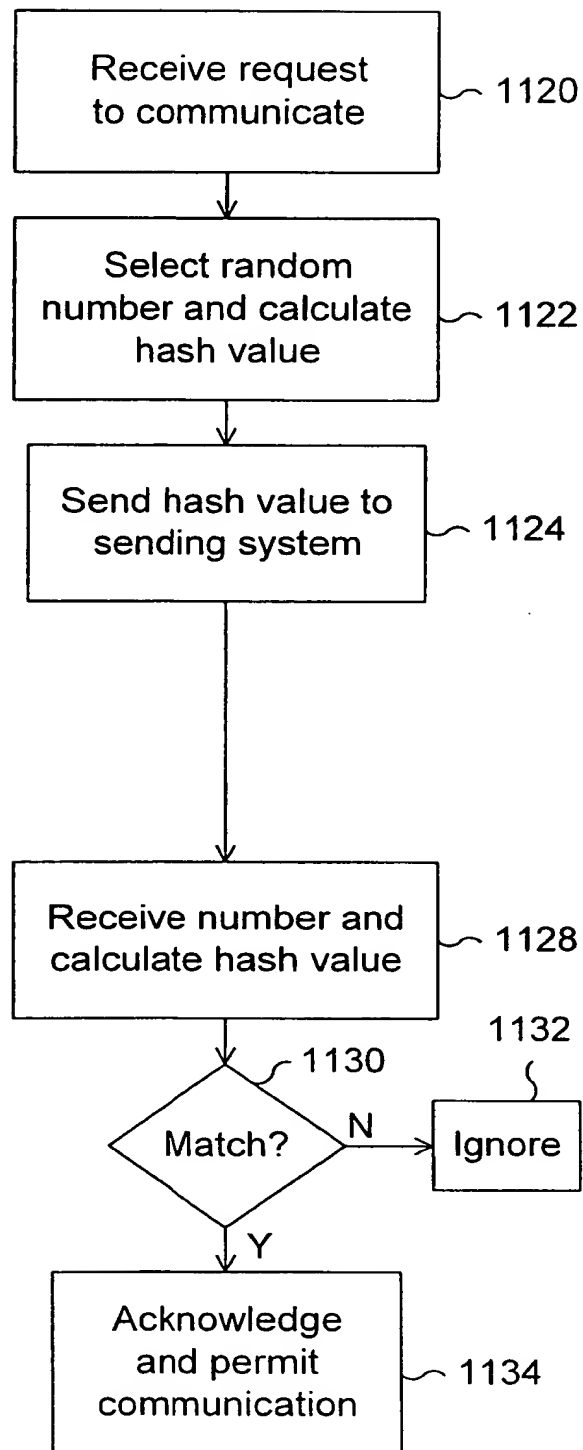 Receive request
to communicate
1120
Select random
number and calculate
hash value
1122
Send hash value to
sending system
1124
Receive number and
calculate hash value
1128
1130
1132
Match?
N
Ignore
Y
Acknowledge
and permit
communication
1134